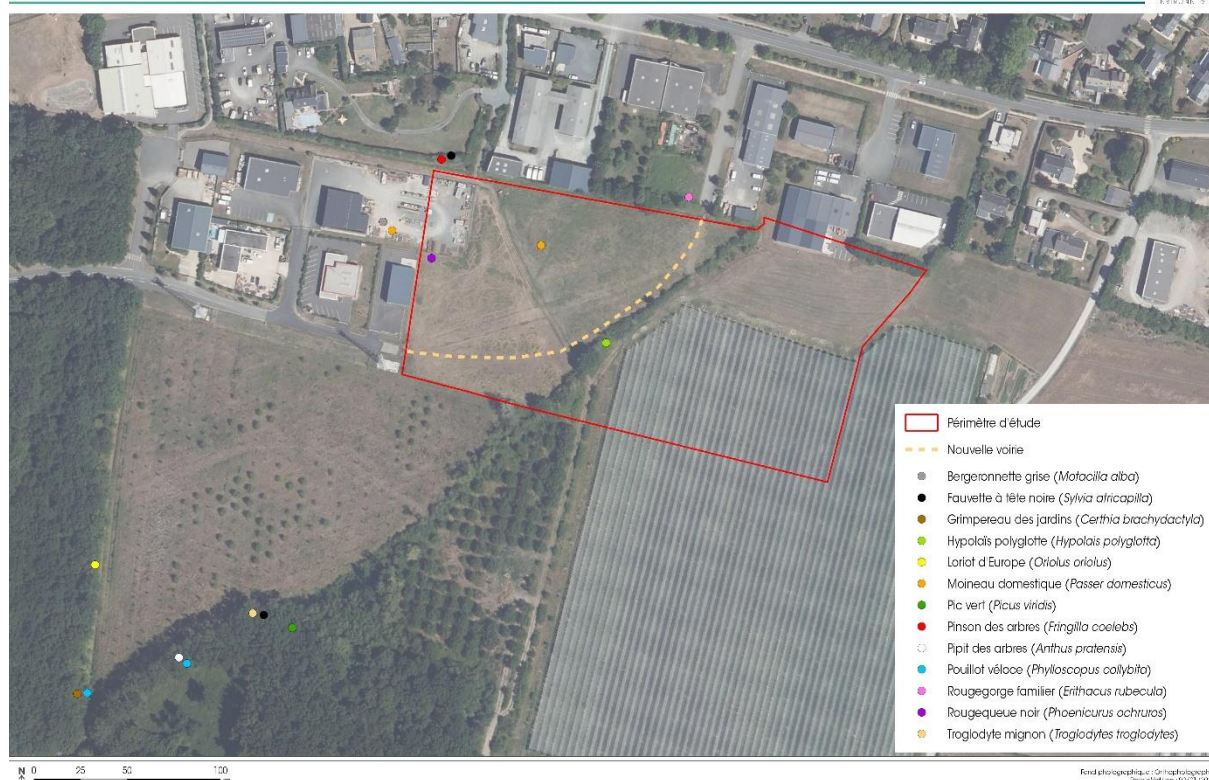 Périmètre d'étude
Nouvelle voirie
Bergeronnette grise (Motacilla alba)
Fauvette à tête noire (Sylvia atricapilla)
Grimpereau des jardins (Certhia brachydactyla)
Hypolaïs polyglotte (Hypolais polyglotta)
Loriot d'Europe (Oriolus oriolus)
Moineau domestique (Passer domesticus)
Pic vert (Picus viridis)
Pinson des arbres (Fringilla coelebs)
Pipit des arbres (Anthus pratensis)
Pouillot véloce (Phylloscopus collybita)
Rougegorge familier (Erithacus rubecula)
Rougequeue noir (Phoenicurus ochruros)
Troglodyte mignon (Troglodytes troglodytes)
N 0 25 50 100
Fond photographique : Orthophotographi